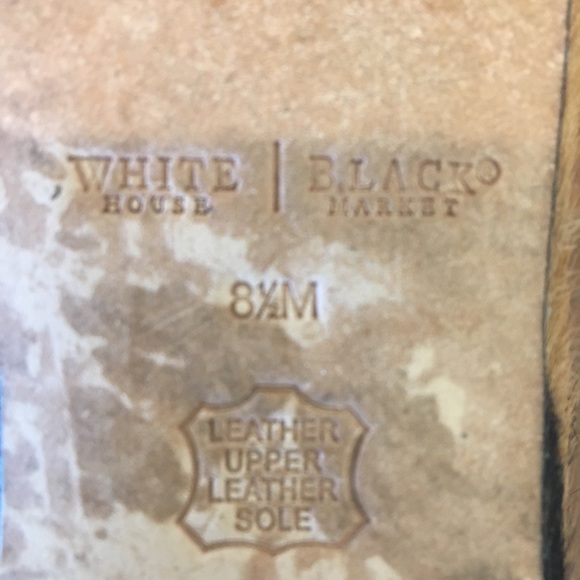 WHITE | BLACK®
HOUSE | MARKET
8½M
LEATHER
UPPER
LEATHER
SOLE